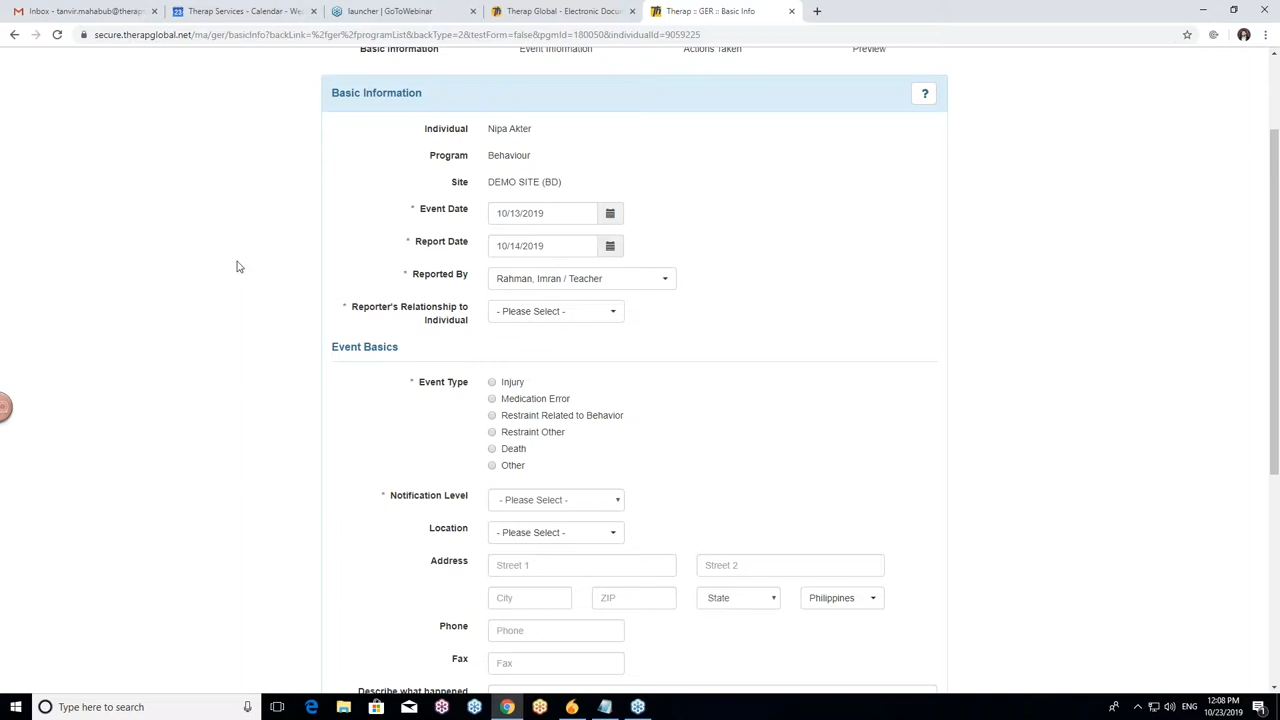 Inbox - tanvir.mahabub@therap
Therap Services - Calendar - We
launcher | GoToWebinar
Therap Global - Electronic Docum
Therap :: GER :: Basic Info
secure.therapglobal.net/ma/ger/basicInfo?backLink=%2fger%2fprogramList&backType=2&testForm=false&pgmId=180050&individualId=9059225
Basic Information Event Information Actions Taken Preview
Basic Information ?
Individual Nipa Akter
Program Behaviour
Site DEMO SITE (BD)
* Event Date 10/13/2019
* Report Date 10/14/2019
* Reported By Rahman, Imran / Teacher
* Reporter's Relationship to
Individual - Please Select -
Event Basics
* Event Type Injury
Medication Error
Restraint Related to Behavior
Restraint Other
Death
Other
* Notification Level - Please Select -
Location - Please Select -
Address Street 1 Street 2
City ZIP State Philippines
Phone Phone
Fax Fax
Describe what happened
Type here to search
12:08 PM
10/23/2019